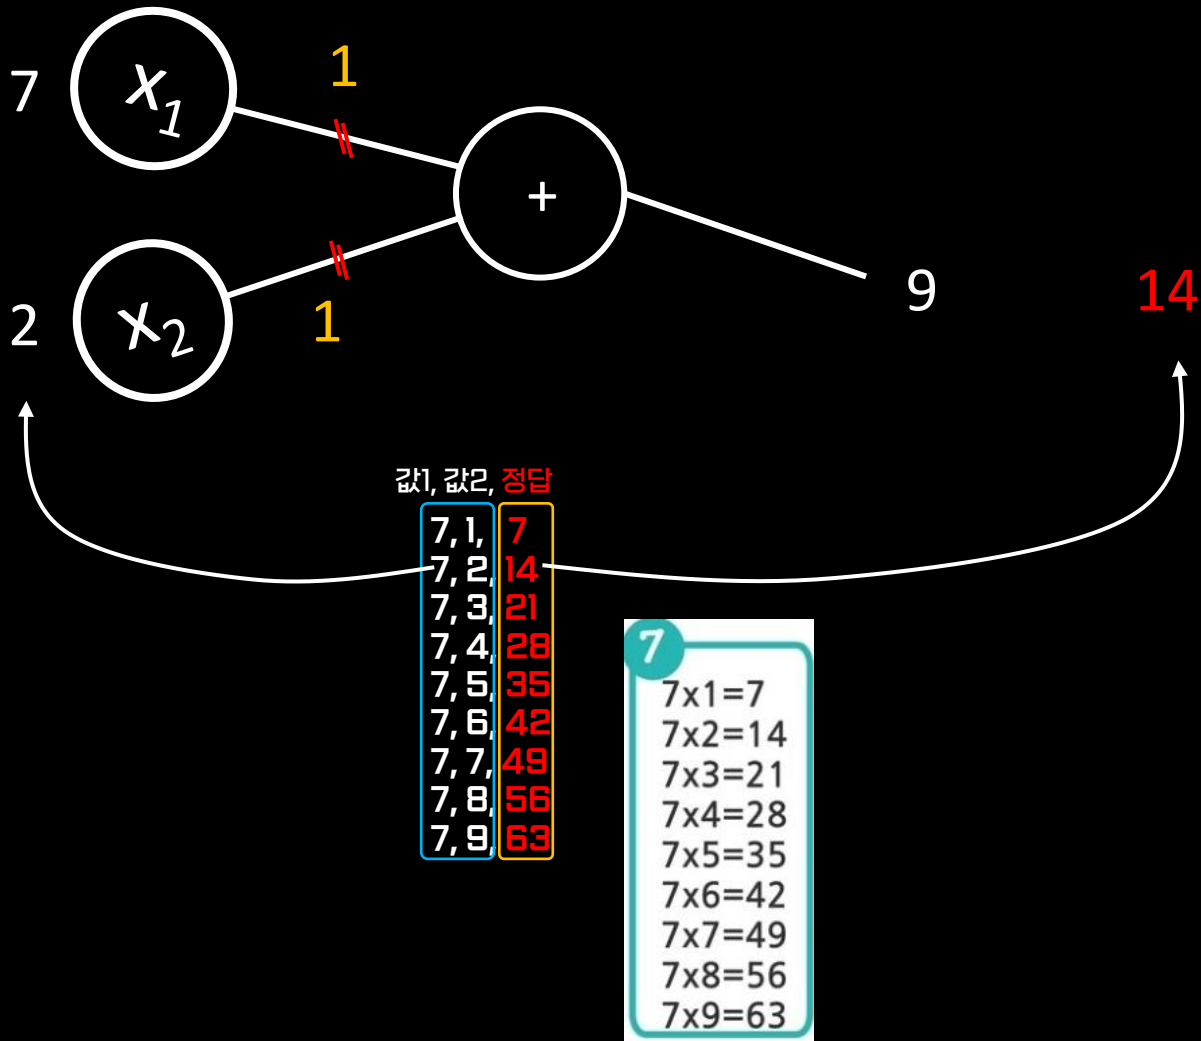 7
x1
1
+
2
x2
1
9
14
값1, 값2, 정답
7, 1, 7
7, 2, 14
7, 3, 21
7, 4, 28
7, 5, 35
7, 6, 42
7, 7, 49
7, 8, 56
7, 9, 63
7
7x1=7
7x2=14
7x3=21
7x4=28
7x5=35
7x6=42
7x7=49
7x8=56
7x9=63